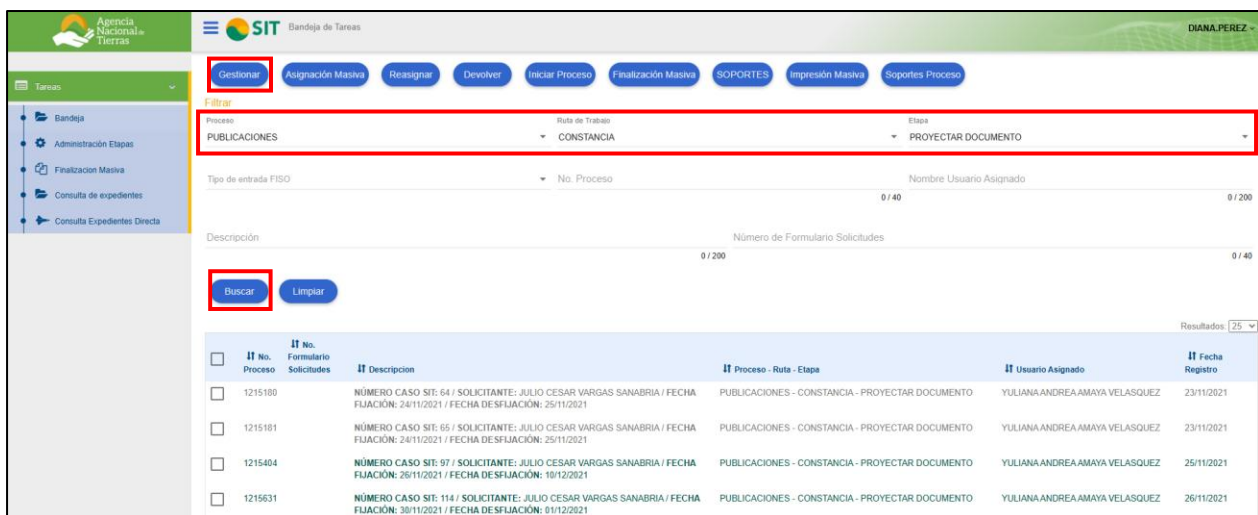 Agencia
Nacional de
Tierras
SIT Bandeja de Tareas
DIANA.PEREZ
Tareas
Bandeja
Administración Etapas
Finalizacion Masiva
Consulta de expedientes
Consulta Expedientes Directa
Gestionar Asignación Masiva Reasignar Devolver Iniciar Proceso Finalización Masiva SOPORTES Impresión Masiva Soportes Proceso
Filtrar
Proceso Ruta de Trabajo Etapa
PUBLICACIONES CONSTANCIA PROYECTAR DOCUMENTO
Tipo de entrada FISO No. Proceso Nombre Usuario Asignado
0 / 40 0 / 200
Descripción Número de Formulario Solicitudes
0 / 200 0 / 40
Buscar Limpiar
Resultados: 25
No. Proceso No. Formulario Solicitudes Descripcion Proceso - Ruta - Etapa Usuario Asignado Fecha Registro
1215180 NÚMERO CASO SIT: 64 / SOLICITANTE: JULIO CESAR VARGAS SANABRIA / FECHA PUBLICACIONES - CONSTANCIA - PROYECTAR DOCUMENTO YULIANA ANDREA AMAYA VELASQUEZ 23/11/2021
FIJACIÓN: 24/11/2021 / FECHA DESFIJACIÓN: 25/11/2021
1215181 NÚMERO CASO SIT: 65 / SOLICITANTE: JULIO CESAR VARGAS SANABRIA / FECHA PUBLICACIONES - CONSTANCIA - PROYECTAR DOCUMENTO YULIANA ANDREA AMAYA VELASQUEZ 23/11/2021
FIJACIÓN: 24/11/2021 / FECHA DESFIJACIÓN: 25/11/2021
1215404 NÚMERO CASO SIT: 97 / SOLICITANTE: JULIO CESAR VARGAS SANABRIA / FECHA PUBLICACIONES - CONSTANCIA - PROYECTAR DOCUMENTO YULIANA ANDREA AMAYA VELASQUEZ 25/11/2021
FIJACIÓN: 26/11/2021 / FECHA DESFIJACIÓN: 10/12/2021
1215631 NÚMERO CASO SIT: 114 / SOLICITANTE: JULIO CESAR VARGAS SANABRIA / FECHA PUBLICACIONES - CONSTANCIA - PROYECTAR DOCUMENTO YULIANA ANDREA AMAYA VELASQUEZ 26/11/2021
FIJACIÓN: 30/11/2021 / FECHA DESFIJACIÓN: 01/12/2021